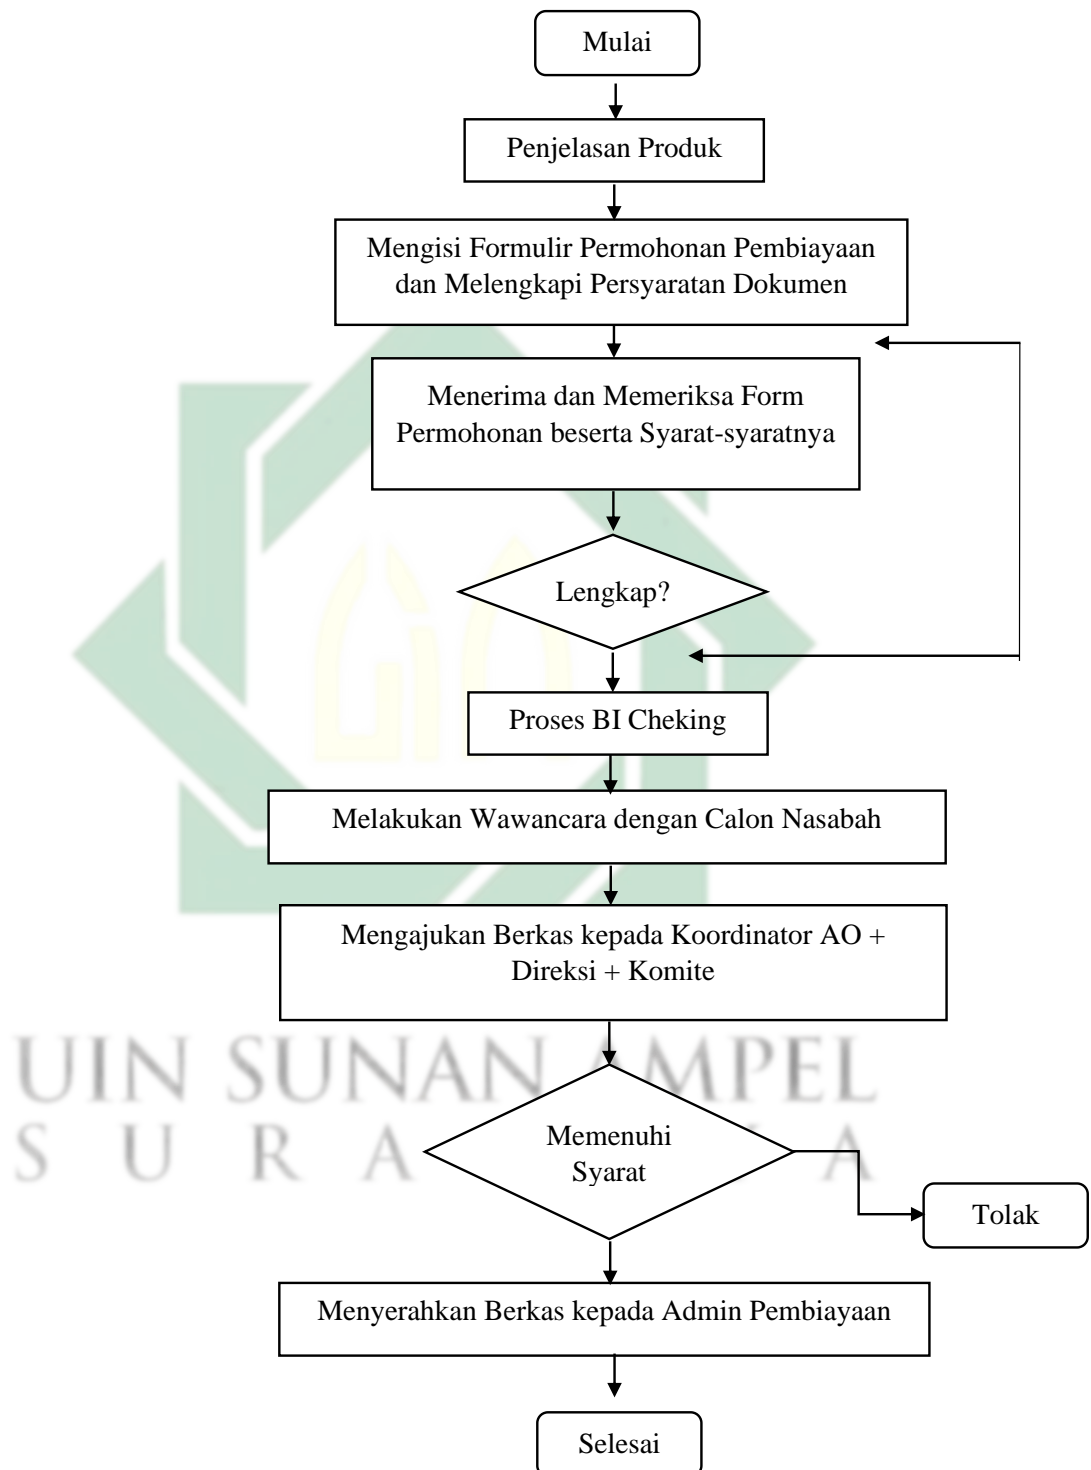 Mulai
Penjelasan Produk
Mengisi Formulir Permohonan Pembiayaan
dan Melengkapi Persyaratan Dokumen
Menerima dan Memeriksa Form
Permohonan beserta Syarat-syaratnya
Lengkap?
Proses BI Cheking
Melakukan Wawancara dengan Calon Nasabah
Mengajukan Berkas kepada Koordinator AO +
Direksi + Komite
UIN SUNAN AMPEL
Memenuhi
Syarat
Tolak
Menyerahkan Berkas kepada Admin Pembiayaan
Selesai